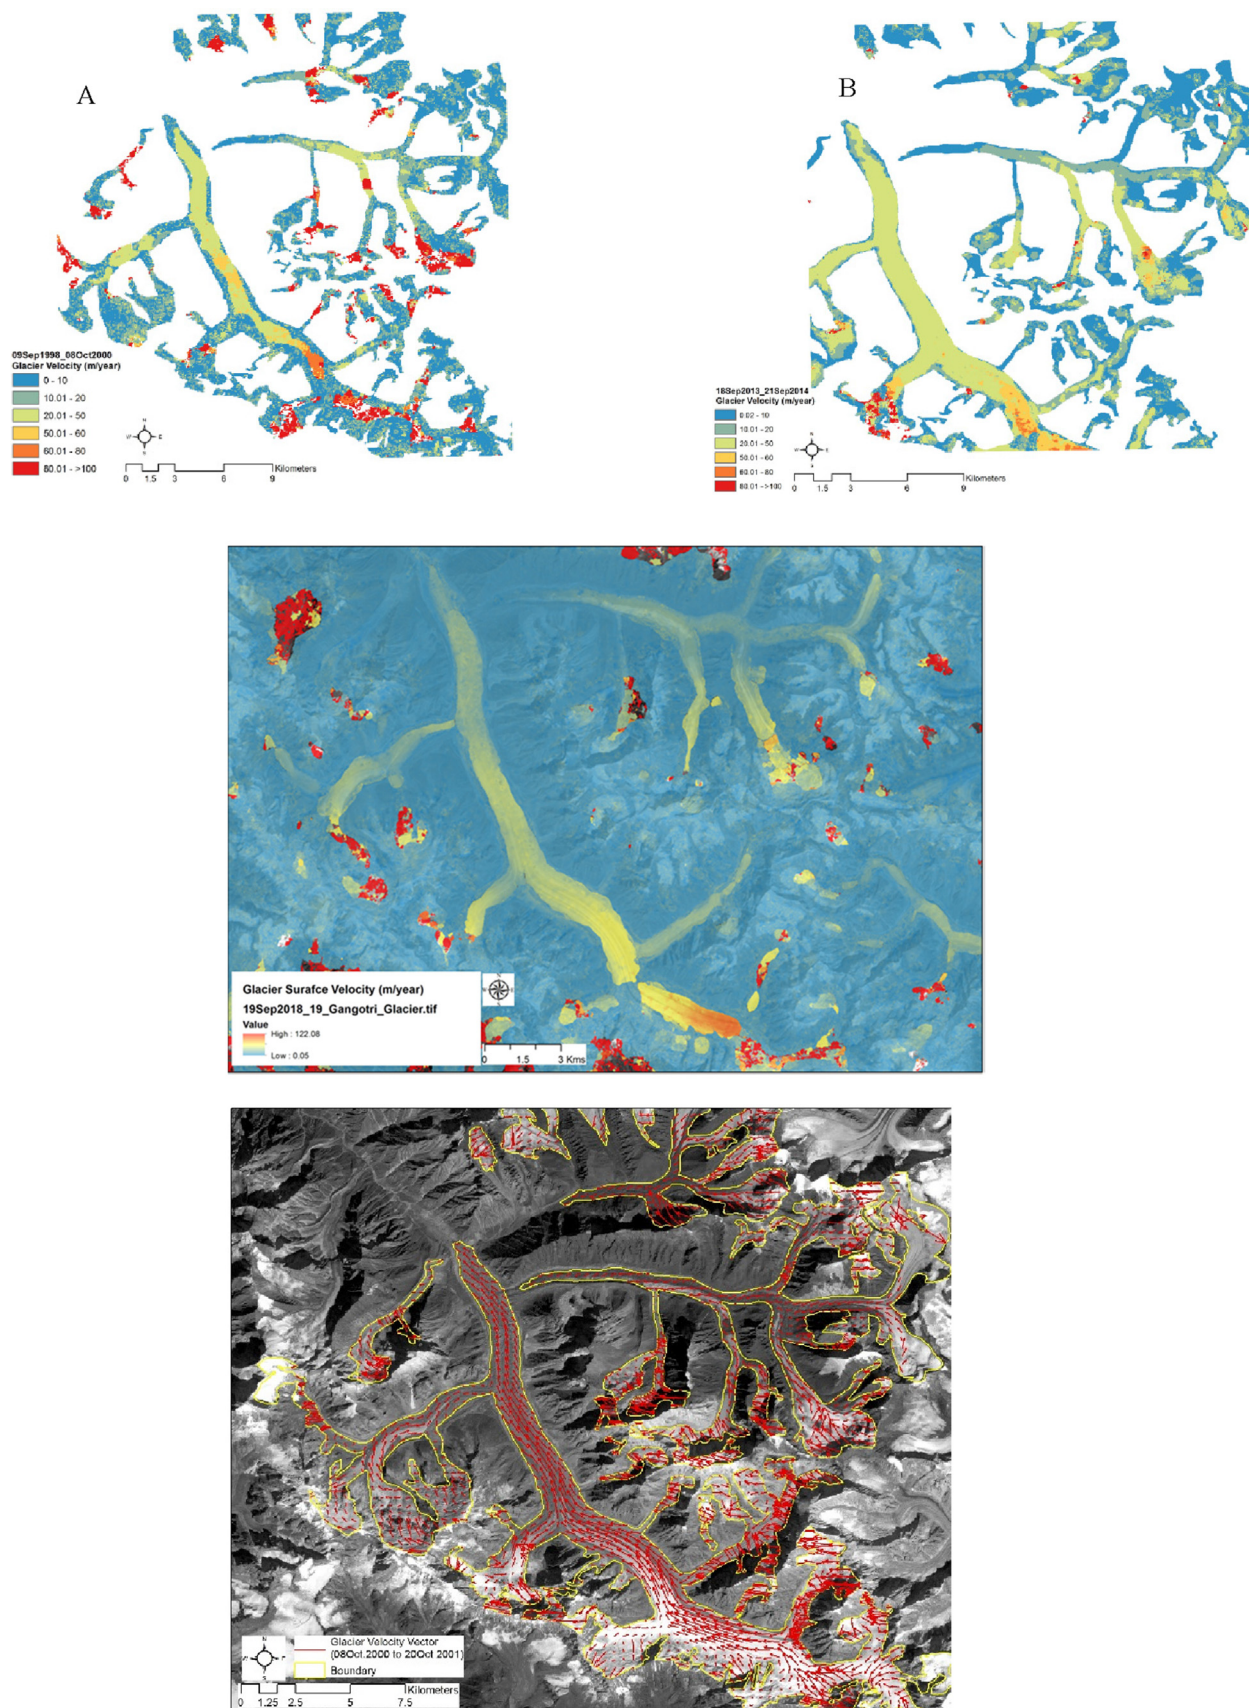 A
B
09Sep1998_08Oct2000
Glacier Velocity (m/year)
0 - 10
10.01 - 20
20.01 - 50
50.01 - 60
60.01 - 80
80.01 - >100
N
W E
S
Kilometers
0 1.5 3 6 9
18Sep2013_21Sep2014
Glacier Velocity (m/year)
0.02 - 10
10.01 - 20
20.01 - 50
50.01 - 60
60.01 - 80
80.01 - >100
N
W E
S
Kilometers
0 1.5 3 6 9
Glacier Surafce Velocity (m/year)
19Sep2018_19_Gangotri_Glacier.tif
Value
High : 122.08
Low : 0.05
N
W E
S
0 1.5 3 Kms
Glacier Velocity Vector
(08Oct.2000 to 20Oct 2001)
Boundary
N
W E
S
Kilometers
0 1.25 2.5 5 7.5